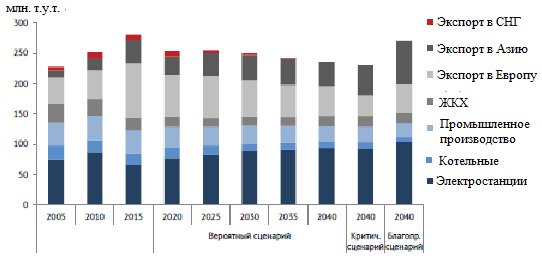 млн. т.у.т.
300
250
200
150
100
50
0
2005 2010 2015 2020 2025 2030 2035 2040 2040 2040
Вероятный сценарий
Критич. сценарий
Благопр. сценарий
Экспорт в СНГ
Экспорт в Азию
Экспорт в Европу
ЖКХ
Промышленное
производство
Котельные
Электростанции